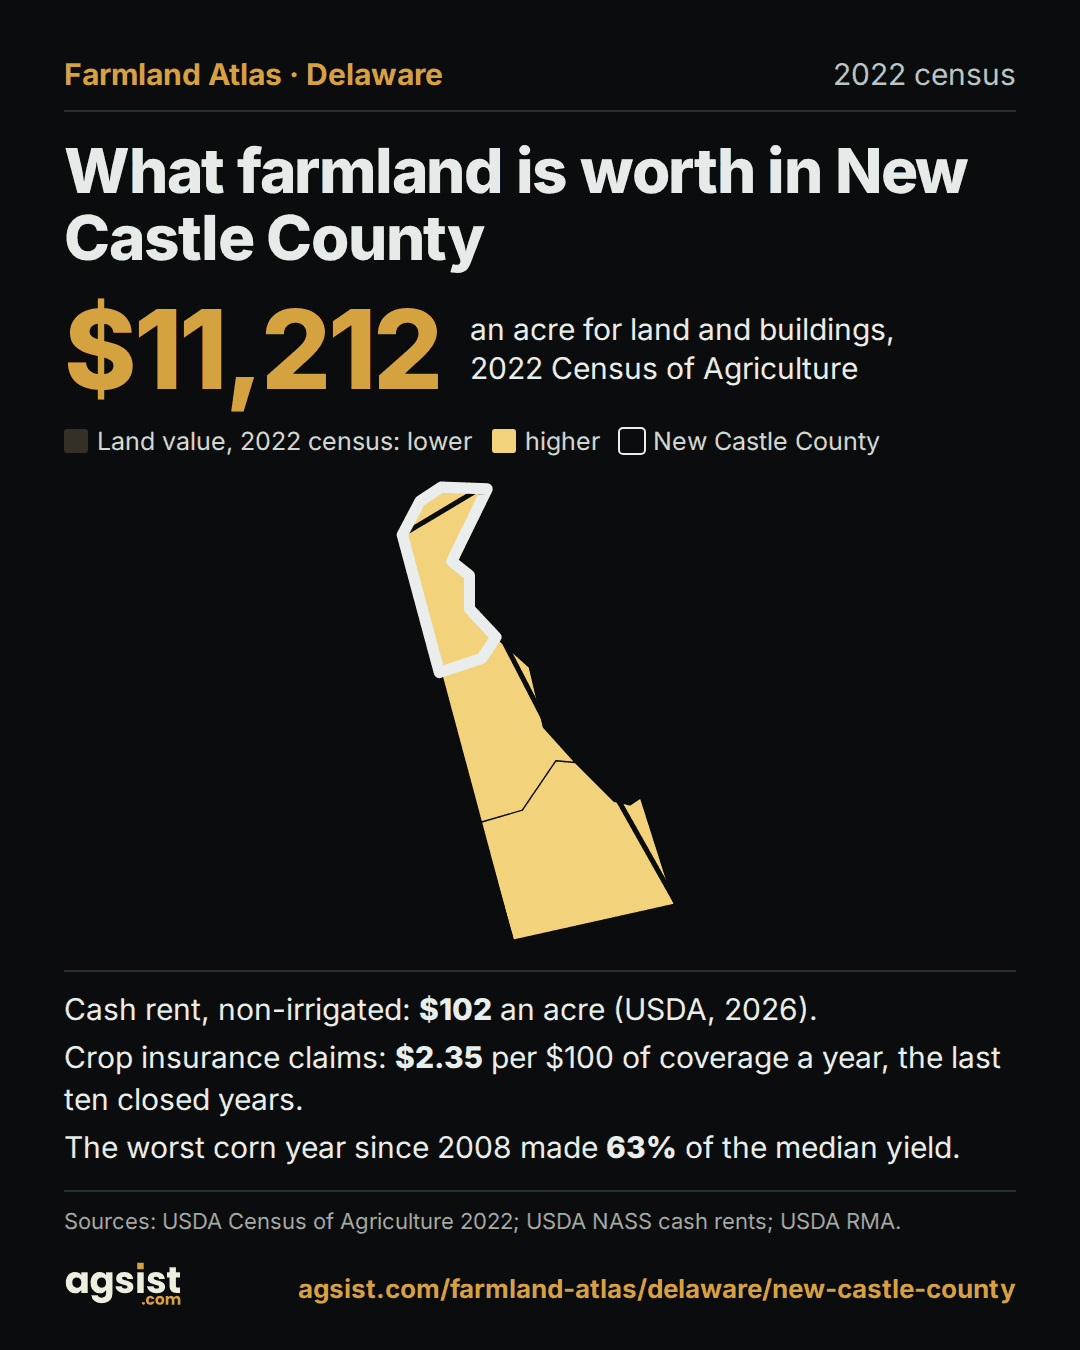 Farmland Atlas · Delaware
2022 census
What farmland is worth in New
Castle County
$11,212
an acre for land and buildings,
2022 Census of Agriculture
Land value, 2022 census: lower
higher
New Castle County
Cash rent, non-irrigated: $102 an acre (USDA, 2026).
Crop insurance claims: $2.35 per $100 of coverage a year, the last
ten closed years.
The worst corn year since 2008 made 63% of the median yield.
Sources: USDA Census of Agriculture 2022; USDA NASS cash rents; USDA RMA.
agsist
.com
agsist.com/farmland-atlas/delaware/new-castle-county